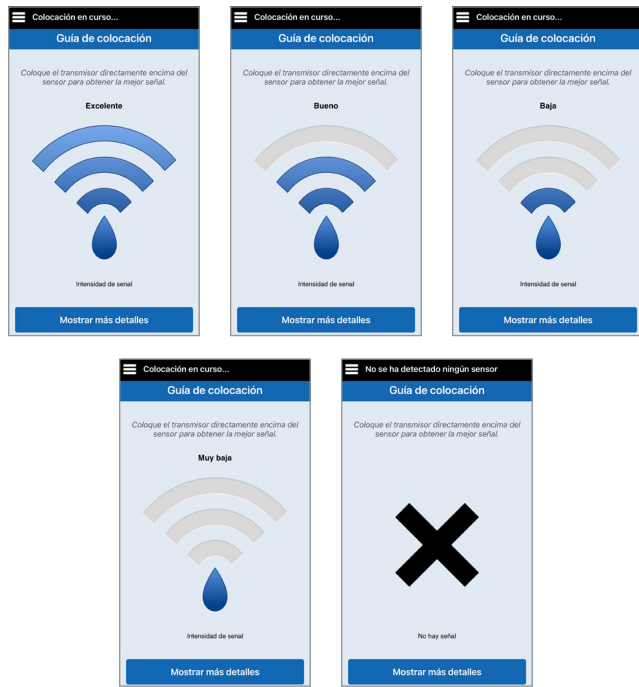 Colocación en curso...
Guía de colocación
Coloque el transmisor directamente encima del
sensor para obtener la mejor señal.
Excelente
Intensidad de senal
Mostrar más detalles
Colocación en curso...
Guía de colocación
Coloque el transmisor directamente encima del
sensor para obtener la mejor señal.
Bueno
Intensidad de senal
Mostrar más detalles
Colocación en curso...
Guía de colocación
Coloque el transmisor directamente encima del
sensor para obtener la mejor señal.
Baja
Intensidad de senal
Mostrar más detalles
Colocación en curso...
Guía de colocación
Coloque el transmisor directamente encima del
sensor para obtener la mejor señal.
Muy baja
Intensidad de senal
Mostrar más detalles
No se ha detectado ningún sensor
Guía de colocación
Coloque el transmisor directamente encima del
sensor para obtener la mejor señal.
No hay señal
Mostrar más detalles